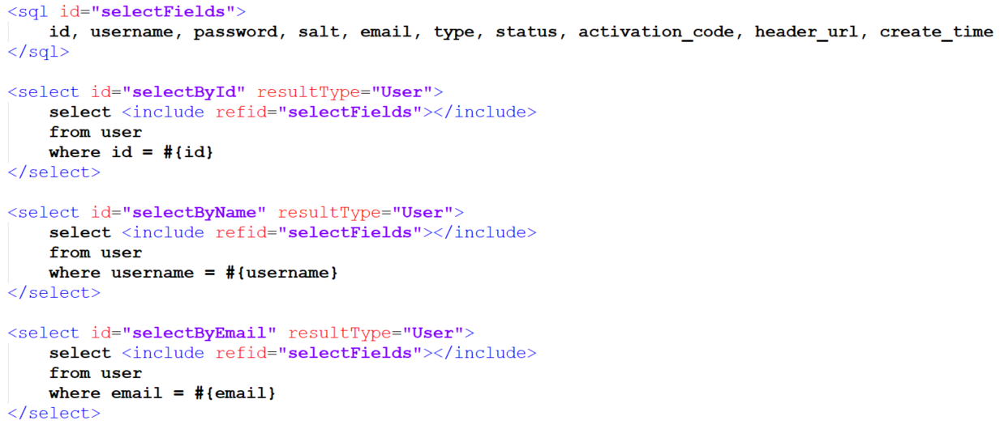 <sql id="selectFields">
    id, username, password, salt, email, type, status, activation_code, header_url, create_time
</sql>

<select id="selectById" resultType="User">
    select <include refid="selectFields"></include>
    from user
    where id = #{id}
</select>

<select id="selectByName" resultType="User">
    select <include refid="selectFields"></include>
    from user
    where username = #{username}
</select>

<select id="selectByEmail" resultType="User">
    select <include refid="selectFields"></include>
    from user
    where email = #{email}
</select>